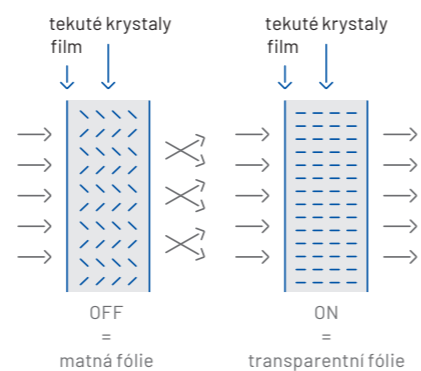 tekuté krystaly
film
OFF
=
matná fólie
tekuté krystaly
film
ON
=
transparentní fólie